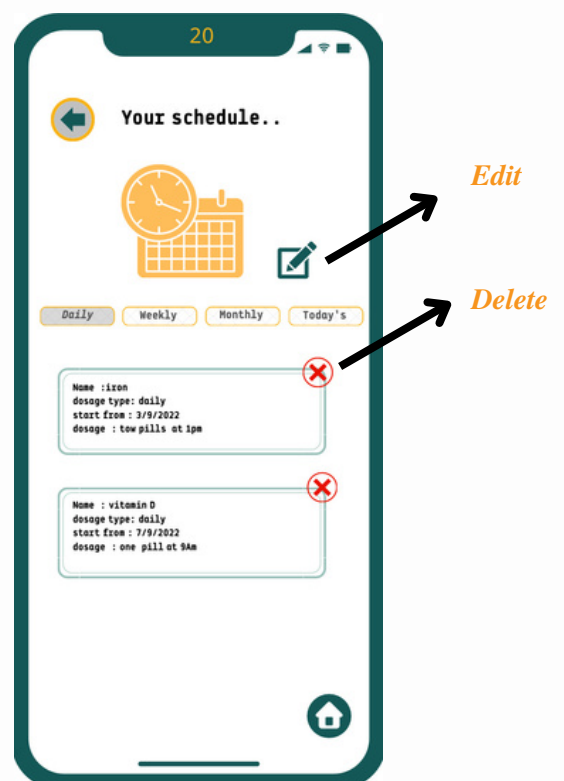 20
Your schedule..
Edit
Delete
Daily
Weekly
Monthly
Today's
Name :iron
dosage type: daily
start from : 3/9/2022
dosage : tow pills at 1pm
Name : vitamin D
dosage type: daily
start from : 7/9/2022
dosage : one pill at 9Am